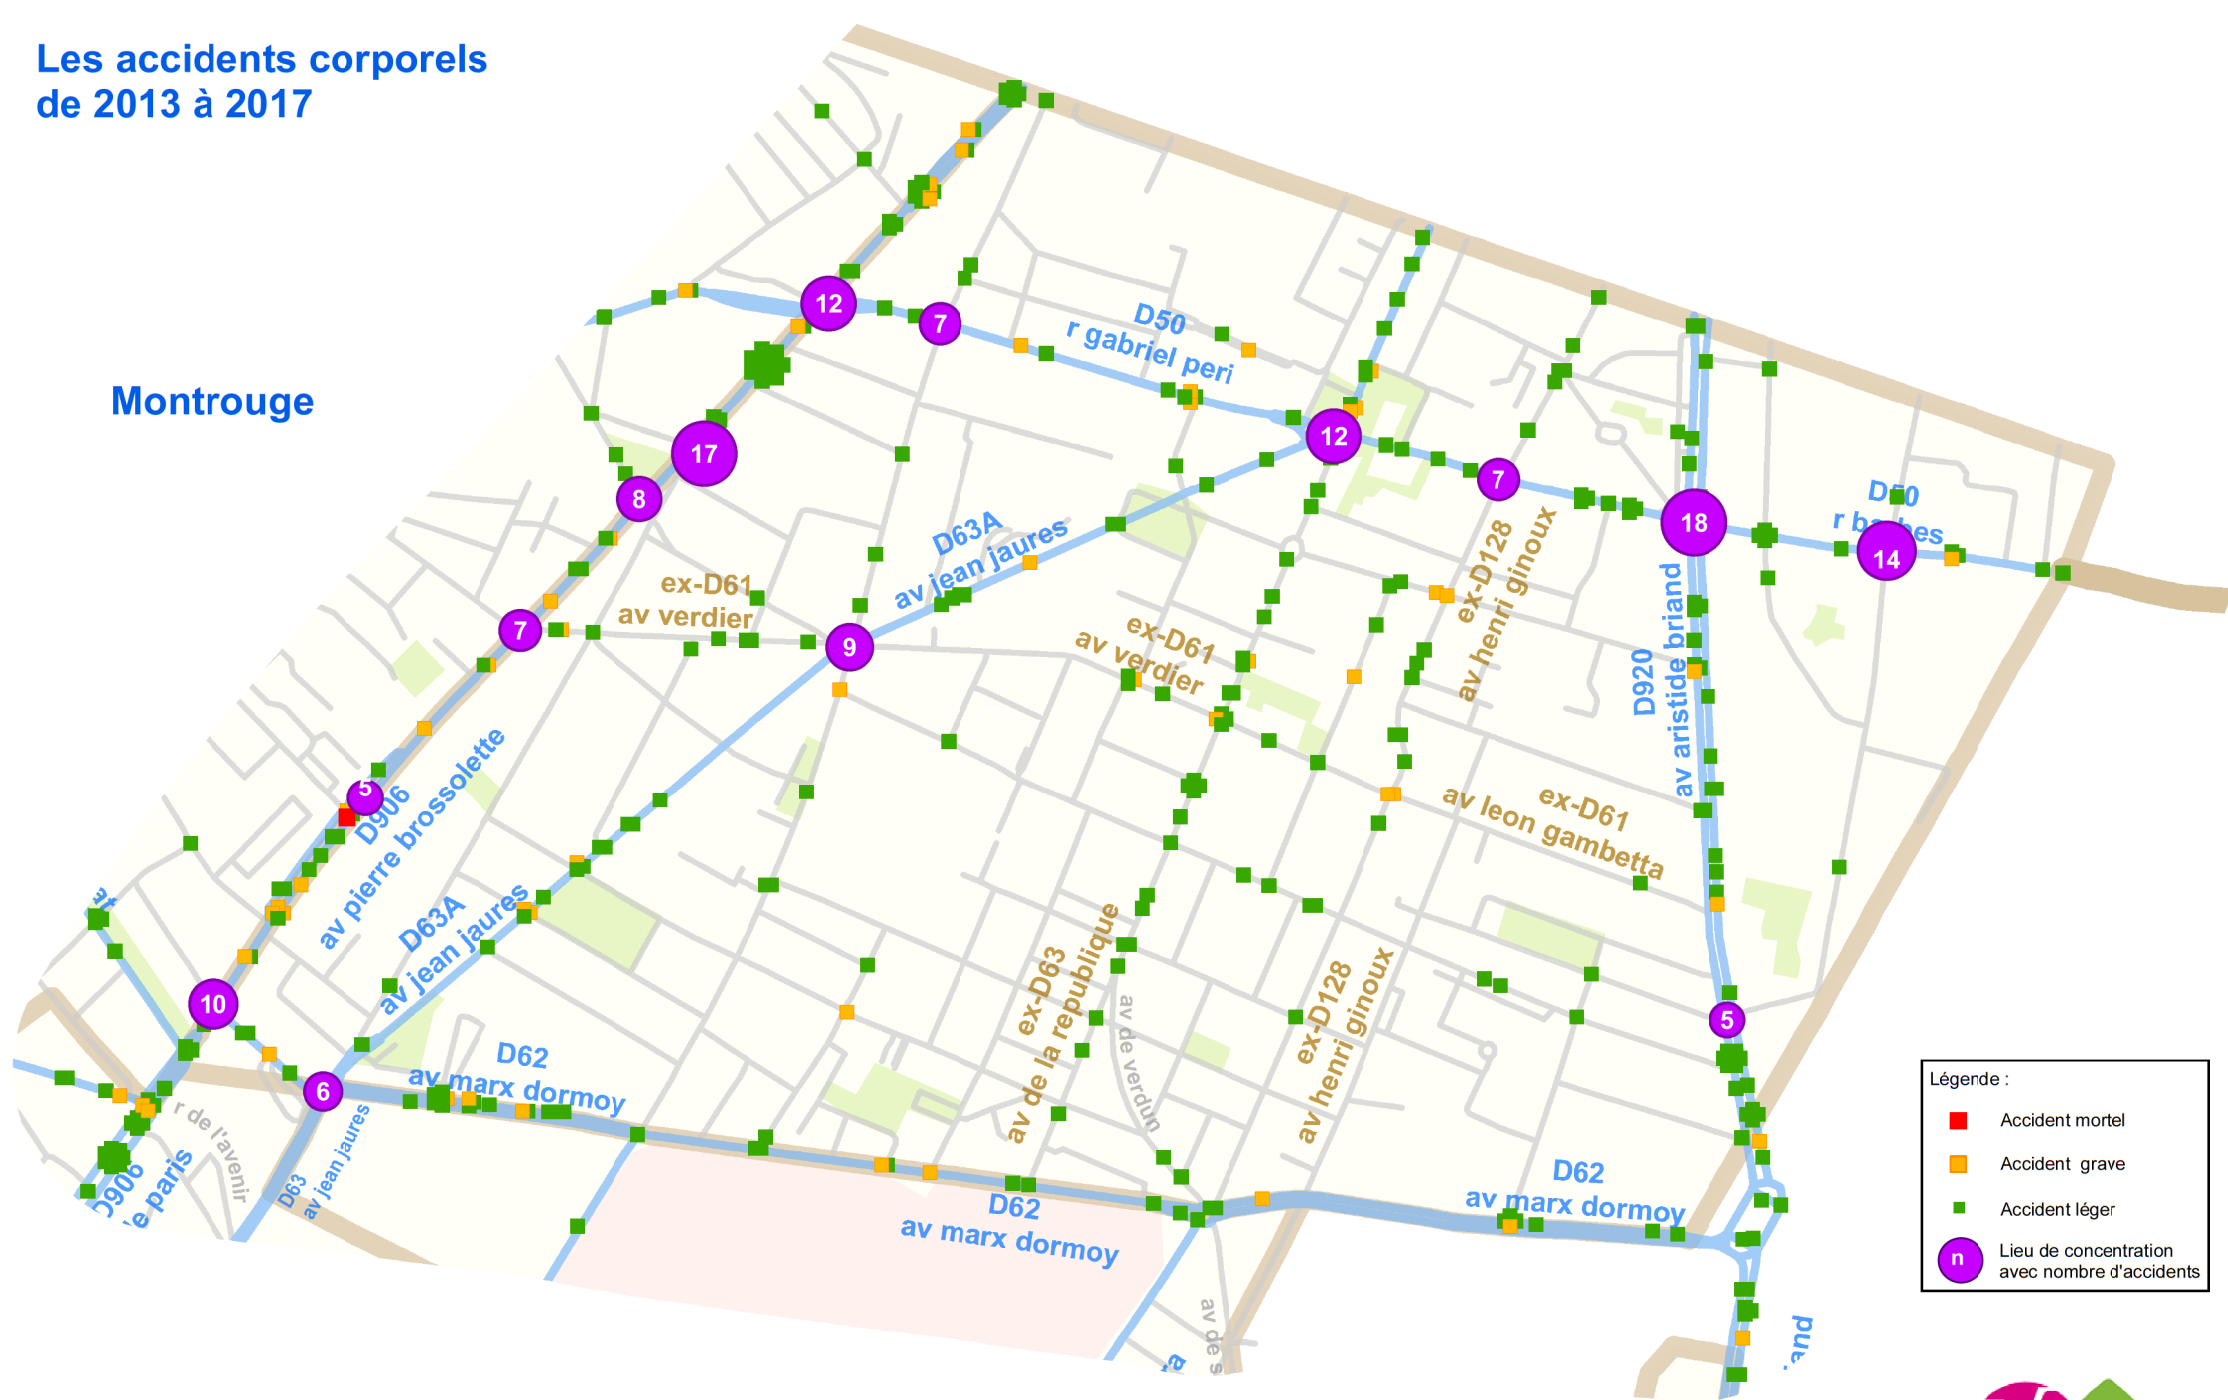 Les accidents corporels
de 2013 à 2017
Montrouge
12
7
D50
r gabriel peri
12
17
8
7
18
D50
r barbes
14
D63A
av jean jaures
ex-D128
av henri ginoux
ex-D61
av verdier
7
9
ex-D61
av verdier
D920
av aristide briand
5
D906
av pierre brossolette
ex-D61
av leon gambetta
D63A
av jean jaures
10
ex-D63
av de la republique
av de verdun
ex-D128
av henri ginoux
5
6
D62
av marx dormoy
r de l'avenir
D63
av jean jaures
D906
paris
D62
av marx dormoy
D62
av marx dormoy
av de s
Légende :
Accident mortel
Accident grave
Accident léger
n
Lieu de concentration
avec nombre d'accidents